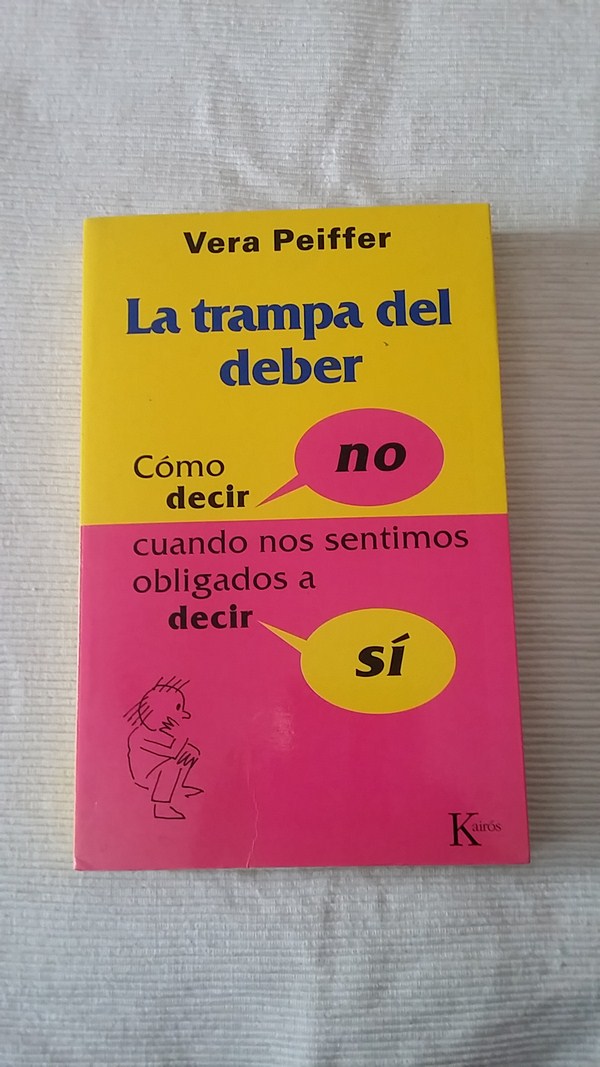 Vera Peiffer
La trampa del
deber
Cómo
decir no
cuando nos sentimos
obligados a
decir sí
Kairós